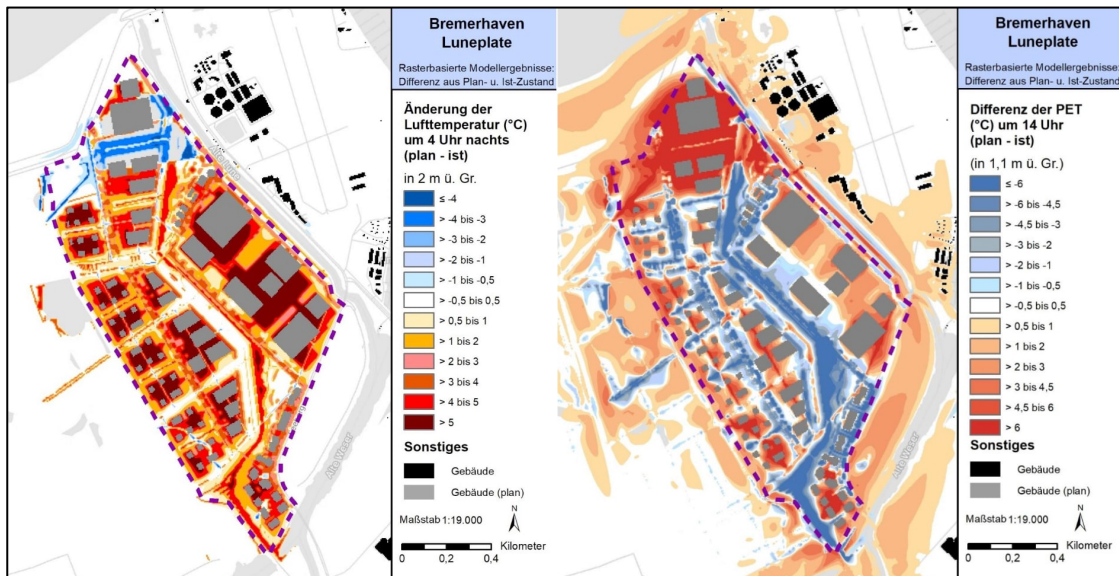 Bremerhaven
Luneplate
Rasterbasierte Modellergebnisse:
Differenz aus Plan- u. Ist-Zustand
Änderung der
Lufttemperatur (°C)
um 4 Uhr nachts
(plan - ist)
in 2 m ü. Gr.
≤ -4
> -4 bis -3
> -3 bis -2
> -2 bis -1
> -1 bis -0,5
> -0,5 bis 0,5
> 0,5 bis 1
> 1 bis 2
> 2 bis 3
> 3 bis 4
> 4 bis 5
> 5
Sonstiges
Gebäude
Gebäude (plan)
Maßstab 1:19.000
N
Kilometer
0 0,2 0,4
Alte Weser
Bremerhaven
Luneplate
Rasterbasierte Modellergebnisse:
Differenz aus Plan- u. Ist-Zustand
Differenz der PET
(°C) um 14 Uhr
(plan - ist)
(in 1,1 m ü. Gr.)
≤ -6
> -6 bis -4,5
> -4,5 bis -3
> -3 bis -2
> -2 bis -1
> -1 bis -0,5
> -0,5 bis 0,5
> 0,5 bis 1
> 1 bis 2
> 2 bis 3
> 3 bis 4,5
> 4,5 bis 6
> 6
Sonstiges
Gebäude
Gebäude (plan)
Maßstab 1:19.000
N
Kilometer
0 0,2 0,4
Alte Weser